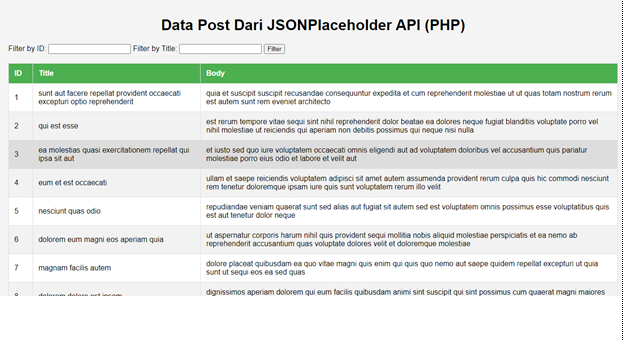 Data Post Dari JSONPlaceholder API (PHP)
Filter by ID: Filter by Title: Filter
ID Title Body
1 sunt aut facere repellat provident occaecati excepturi optio reprehenderit quia et suscipit suscipit recusandae consequuntur expedita et cum reprehenderit molestiae ut ut quas totam nostrum rerum est autem sunt rem eveniet architecto
2 qui est esse est rerum tempore vitae sequi sint nihil reprehenderit dolor beatae ea dolores neque fugiat blanditiis voluptate porro vel nihil molestiae ut reiciendis qui aperiam non debitis possimus qui neque nisi nulla
3 ea molestias quasi exercitationem repellat qui ipsa sit aut et iusto sed quo iure voluptatem occaecati omnis eligendi aut ad voluptatem doloribus vel accusantium quis pariatur molestiae porro eius odio et labore et velit aut
4 eum et est occaecati ullam et saepe reiciendis voluptatem adipisci sit amet autem assumenda provident rerum culpa quis hic commodi nesciunt rem tenetur doloremque ipsam iure quis sunt voluptatem rerum illo velit
5 nesciunt quas odio repudiandae veniam quaerat sunt sed alias aut fugiat sit autem sed est voluptatem omnis possimus esse voluptatibus quis est aut tenetur dolor neque
6 dolorem eum magni eos aperiam quia ut aspernatur corporis harum nihil quis provident sequi mollitia nobis aliquid molestiae perspiciatis et ea nemo ab reprehenderit accusantium quas voluptate dolores velit et doloremque molestiae
7 magnam facilis autem dolore placeat quibusdam ea quo vitae magni quis enim qui quis quo nemo aut saepe quidem repellat excepturi ut quia sunt ut sequi eos ea sed quas
8 dolorem dolore est ipsam dignissimos aperiam dolorem qui eum facilis quibusdam animi sint suscipit qui sint possimus cum quaerat magni maiores